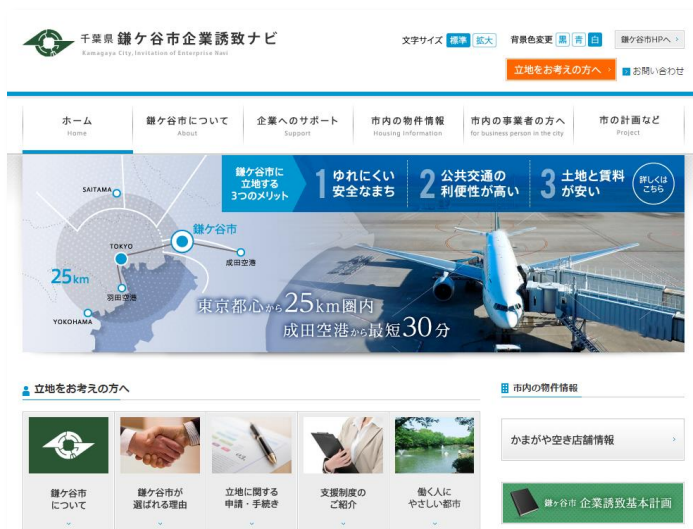 千葉県 鎌ケ谷市企業誘致ナビ
Kamagaya City,Invitation of Enterprise Navi
文字サイズ 標準 拡大 背景色変更 黒 青 白
鎌ケ谷市HPへ
立地をお考えの方へ
お問い合わせ
ホーム
Home
鎌ケ谷市について
About
企業へのサポート
Support
市内の物件情報
Housing Information
市内の事業者の方へ
for business person in the city
市の計画など
Project
鎌ケ谷市に
立地する
3つのメリット
1 ゆれにくい
安全なまち
2 公共交通の
利便性が高い
3 土地と賃料
が安い
詳しくは
こちら
SAITAMA
鎌ケ谷市
TOKYO
成田空港
25km
羽田空港
YOKOHAMA
東京都心から25km圏内
成田空港から最短30分
立地をお考えの方へ
鎌ケ谷市
について
鎌ケ谷市が
選ばれる理由
立地に関する
申請・手続き
支援制度の
ご紹介
働く人に
やさしい都市
市内の物件情報
かまがや空き店舗情報
鎌ヶ谷市 企業誘致基本計画